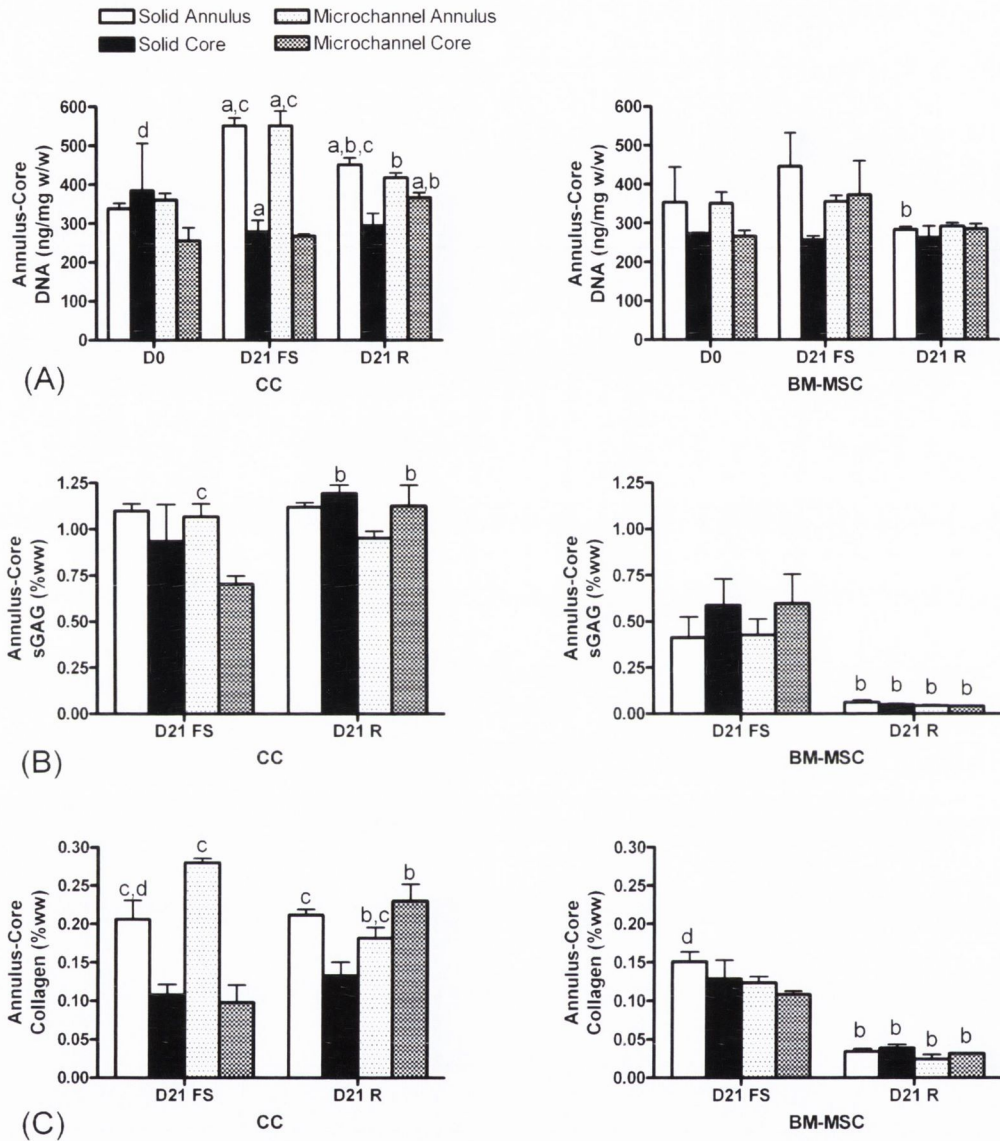 Solid Annulus Microchannel Annulus
Solid Core Microchannel Core
Annulus-Core
DNA (ng/mg w/w)
600
500
400
300
200
100
0
d
a,c
a
a,c
a,b,c
b
a,b
D0 D21 FS D21 R
CC
(A)
Annulus-Core
DNA (ng/mg w/w)
600
500
400
300
200
100
0
b
D0 D21 FS D21 R
BM-MSC
Annulus-Core
sGAG (%ww)
1.25
1.00
0.75
0.50
0.25
0.00
c
b
b
D21 FS D21 R
CC
(B)
Annulus-Core
sGAG (%ww)
1.25
1.00
0.75
0.50
0.25
0.00
b b b b
D21 FS D21 R
BM-MSC
Annulus-Core
Collagen (%ww)
0.30
0.25
0.20
0.15
0.10
0.05
0.00
c,d
c
c
b,c
b
D21 FS D21 R
CC
(C)
Annulus-Core
Collagen (%ww)
0.30
0.25
0.20
0.15
0.10
0.05
0.00
d
b b b b
D21 FS D21 R
BM-MSC